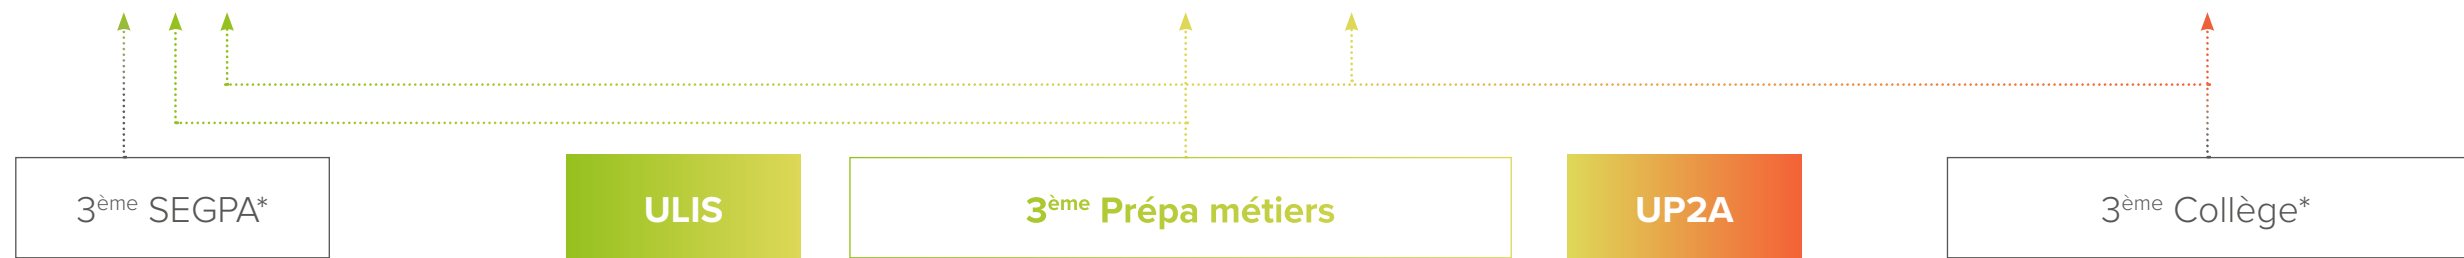 3ème SEGPA*
ULIS
3ème Prépa métiers
UP2A
3ème Collège*